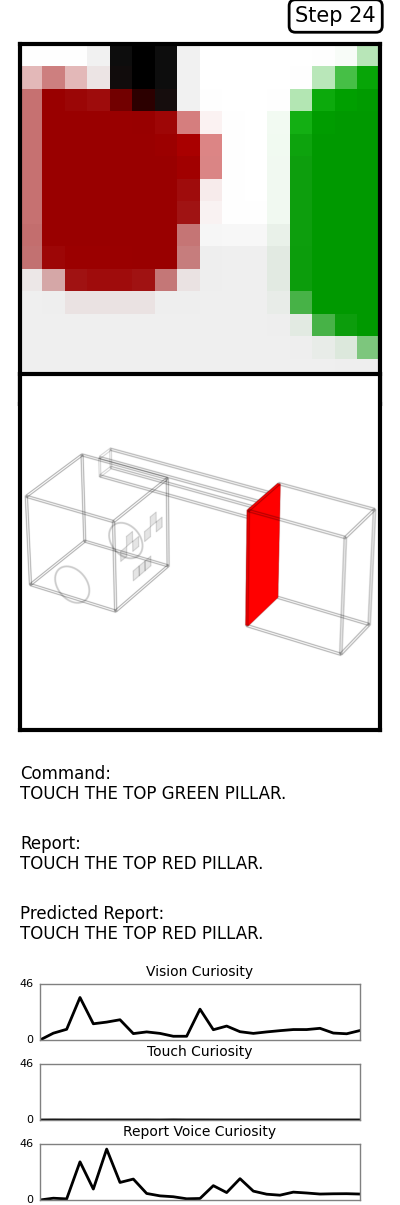 Step 24
Command:
TOUCH THE TOP GREEN PILLAR.
Report:
TOUCH THE TOP RED PILLAR.
Predicted Report:
TOUCH THE TOP RED PILLAR.
Vision Curiosity
46
0
Touch Curiosity
46
0
Report Voice Curiosity
46
0